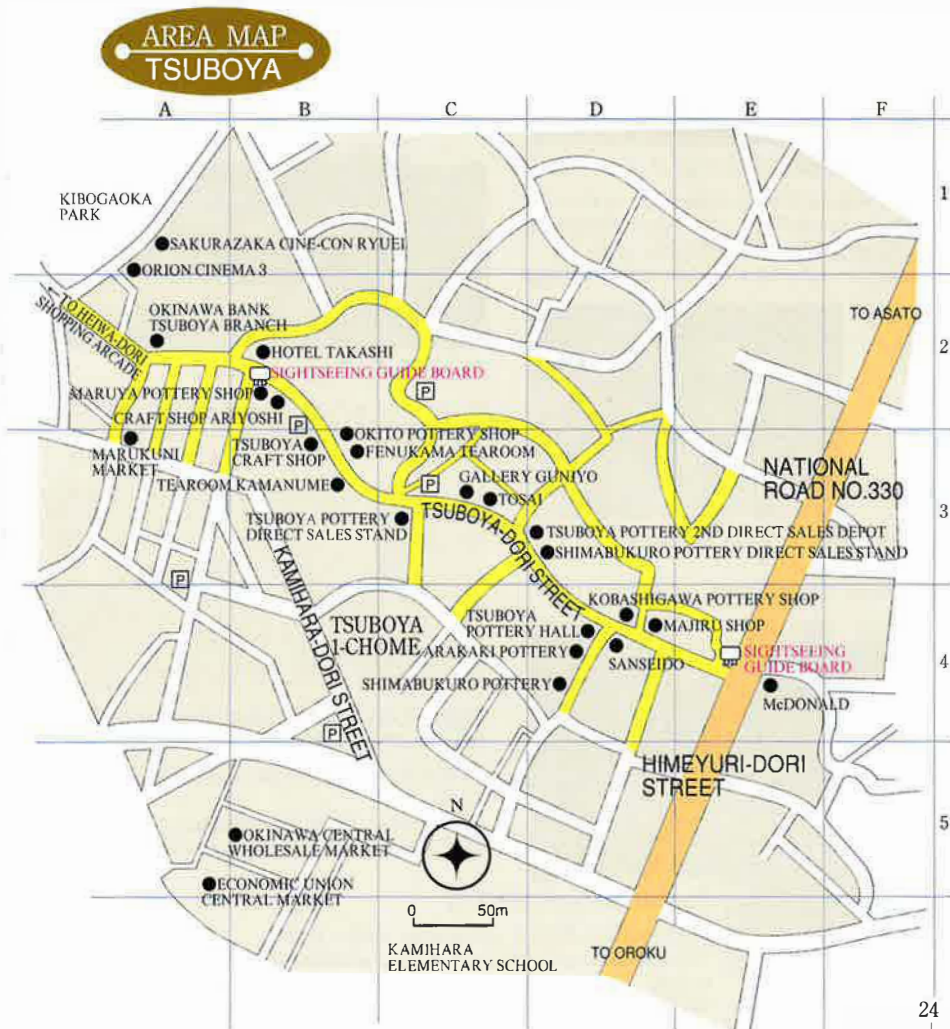 AREA MAP
TSUBOYA
A B C D E F
1
KIBOGAOKA
PARK
SAKURAZAKA CINE-CON RYUEI
ORION CINEMA 3
TO HEIWA-DORI
SHOPPING ARCADE
OKINAWA BANK
TSUBOYA BRANCH
TO ASATO
2
HOTEL TAKASHI
SIGHTSEEING GUIDE BOARD
MARUYA POTTERY SHOP
P
CRAFT SHOP ARIYOSHI
P
MARUKUNI
MARKET
TSUBOYA
CRAFT SHOP
OKITO POTTERY SHOP
FENUKAMA TEAROOM
TEAROOM KAMANUME
GALLERY GUNIYO
P
TOSAI
NATIONAL
ROAD NO.330
3
TSUBOYA POTTERY
DIRECT SALES STAND
TSUBOYA-DORI STREET
TSUBOYA POTTERY 2ND DIRECT SALES DEPOT
SHIMABUKURO POTTERY DIRECT SALES STAND
P
KAMIHARA-DORI STREET
KOBASHIGAWA POTTERY SHOP
TSUBOYA
1-CHOME
TSUBOYA
POTTERY HALL
MAJIRU SHOP
ARAKAKI POTTERY
SANSEIDO
SIGHTSEEING
GUIDE BOARD
4
SHIMABUKURO POTTERY
McDONALD
P
HIMEYURI-DORI
STREET
N
5
OKINAWA CENTRAL
WHOLESALE MARKET
ECONOMIC UNION
CENTRAL MARKET
0 50m
KAMIHARA
ELEMENTARY SCHOOL
TO OROKU
24